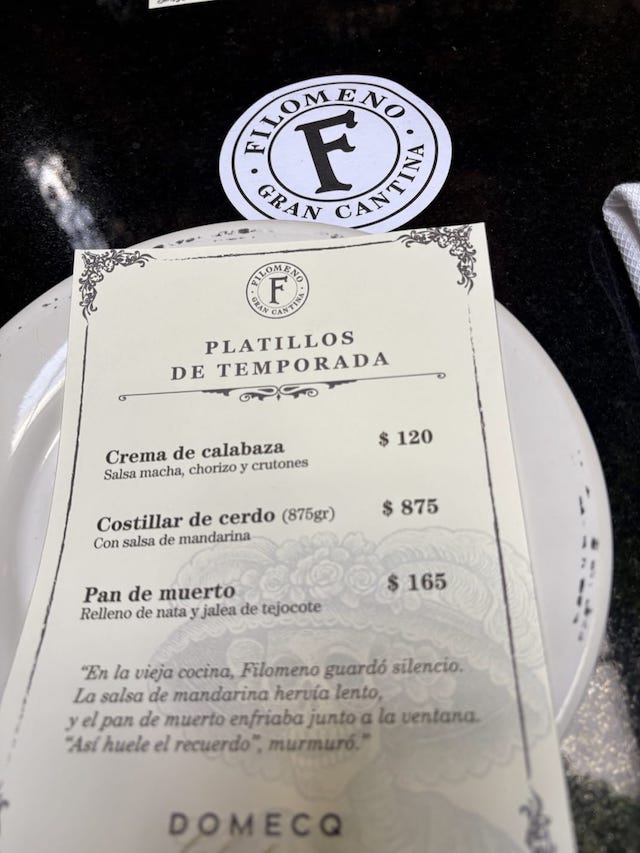 FILOMENO
F
GRAN CANTINA
FILOMENO
F
GRAN CANTINA
PLATILLOS
DE TEMPORADA
Crema de calabaza $ 120
Salsa macha, chorizo y crutones
Costillar de cerdo (875gr) $ 875
Con salsa de mandarina
Pan de muerto $ 165
Relleno de nata y jalea de tejocote
"En la vieja cocina, Filomeno guardó silencio.
La salsa de mandarina hervía lento,
y el pan de muerto enfriaba junto a la ventana.
"Así huele el recuerdo", murmuró."
DOMECQ